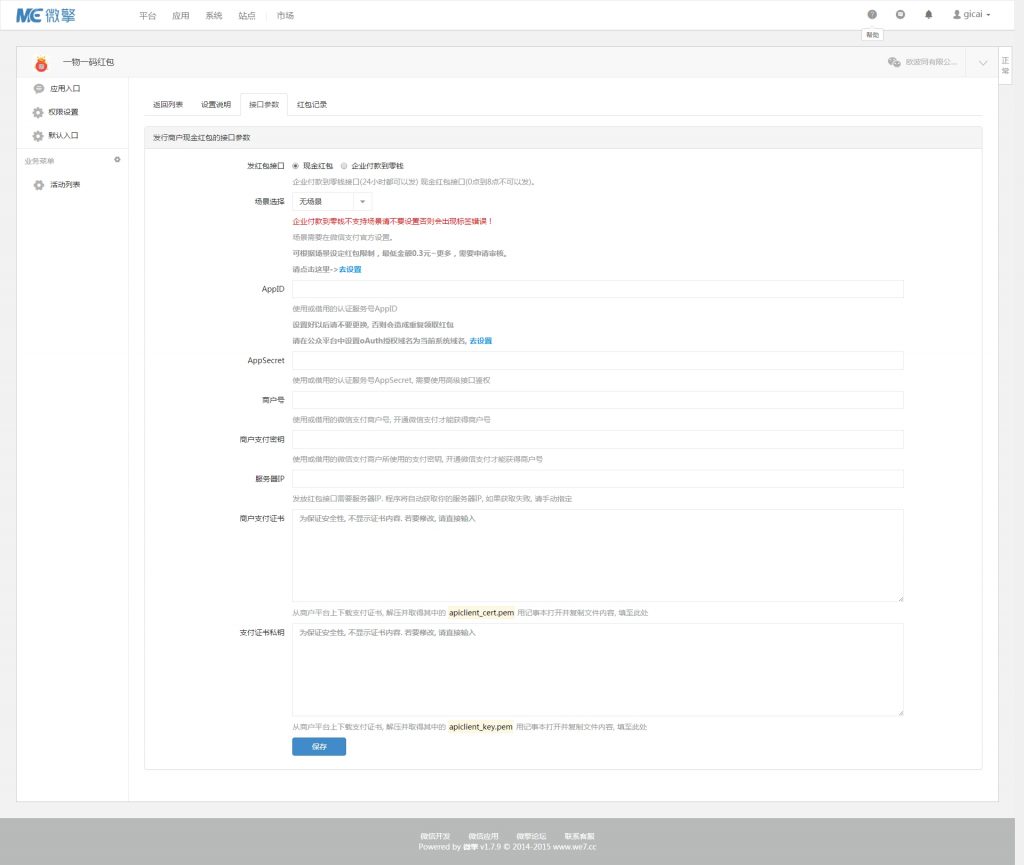 ME 微擎
平台 应用 系统 站点 市场
gicai
帮助
一物一码红包
欧波同有限公...
正常
应用入口
权限设置
默认入口
业务菜单
活动列表
返回列表 设置说明 接口参数 红包记录
发行商户现金红包的接口参数
发红包接口 现金红包 企业付款到零钱
企业付款到零钱接口(24小时都可以发) 现金红包接口(0点到8点不可以发)。
场景选择 无场景
企业付款到零钱不支持场景请不要设置否则会出现标签错误！
场景需要在微信支付官方设置。
可根据场景设定红包限制，最低金额0.3元~更多，需要申请审核。
请点击这里->去设置
AppID
使用或借用的认证服务号AppID
设置好以后请不要更换, 否则会造成重复领取红包
请在公众平台中设置oAuth授权域名为当前系统域名, 去设置
AppSecret
使用或借用的认证服务号AppSecret, 需要使用高级接口鉴权
商户号
使用或借用的微信支付商户号, 开通微信支付才能获得商户号
商户支付密钥
使用或借用的微信支付商户所使用的支付密钥, 开通微信支付才能获得商户号
服务器IP
发放红包接口需要服务器IP. 程序将自动获取你的服务器IP, 如果获取失败, 请手动指定
商户支付证书 为保证安全性, 不显示证书内容. 若要修改, 请直接输入
从商户平台上下载支付证书, 解压并取得其中的 apiclient_cert.pem 用记事本打开并复制文件内容, 填至此处
支付证书私钥 为保证安全性, 不显示证书内容. 若要修改, 请直接输入
从商户平台上下载支付证书, 解压并取得其中的 apiclient_key.pem 用记事本打开并复制文件内容, 填至此处
保存
微信开发 微信应用 微擎论坛 联系客服
Powered by 微擎 v1.7.9 © 2014-2015 www.we7.cc